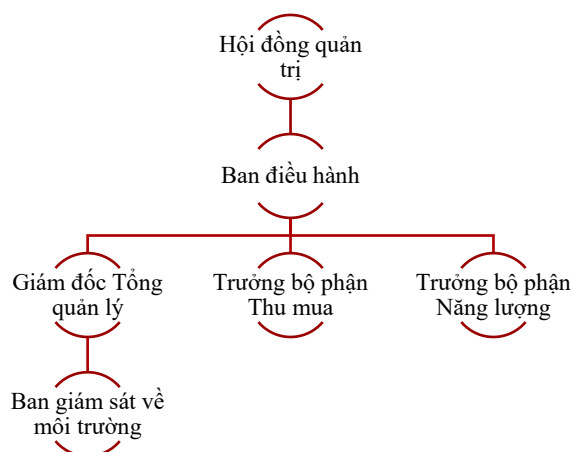 Hội đồng quản
trị
Ban điều hành
Giám đốc Tổng
quản lý
Trưởng bộ phận
Thu mua
Trưởng bộ phận
Năng lượng
Ban giám sát về
môi trường